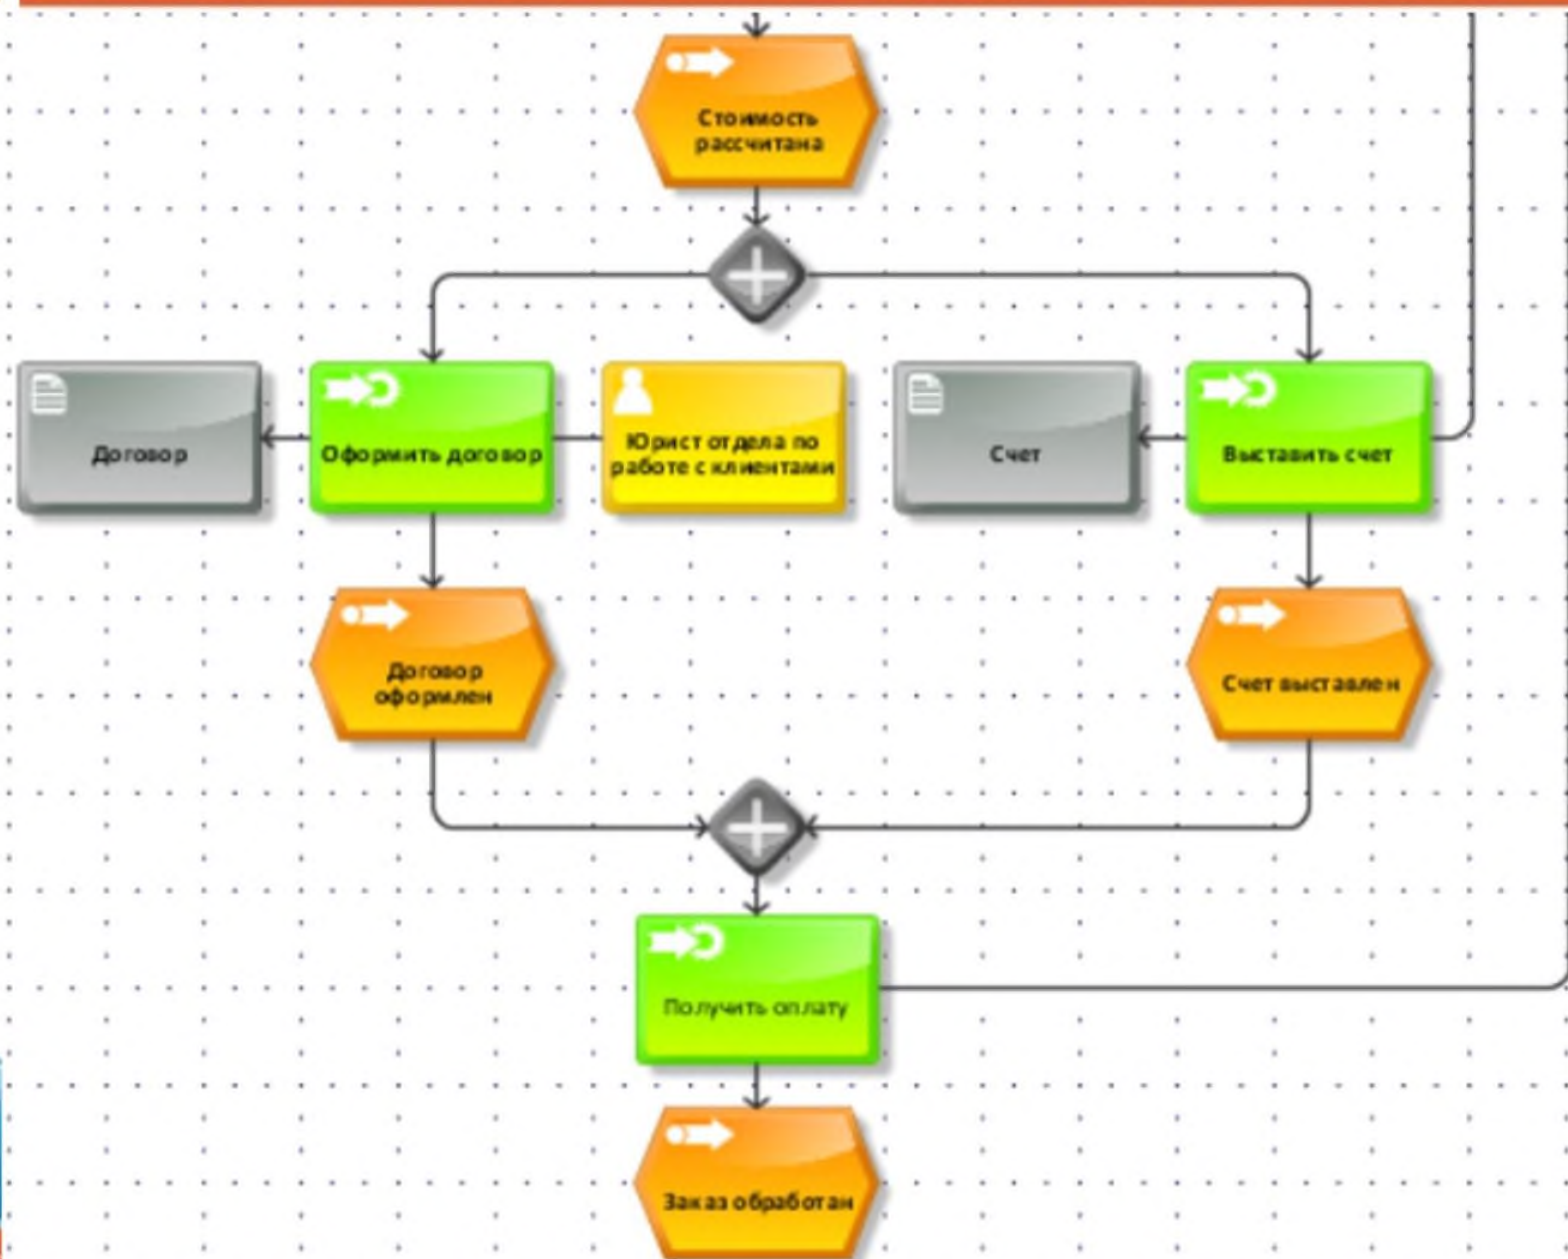 Стоимость
рассчитана
Договор
Оформить договор
Юрист отдела по
работе с клиентами
Счет
Выставить счет
Договор
оформлен
Счет выставлен
Получить оплату
Заказ обработан